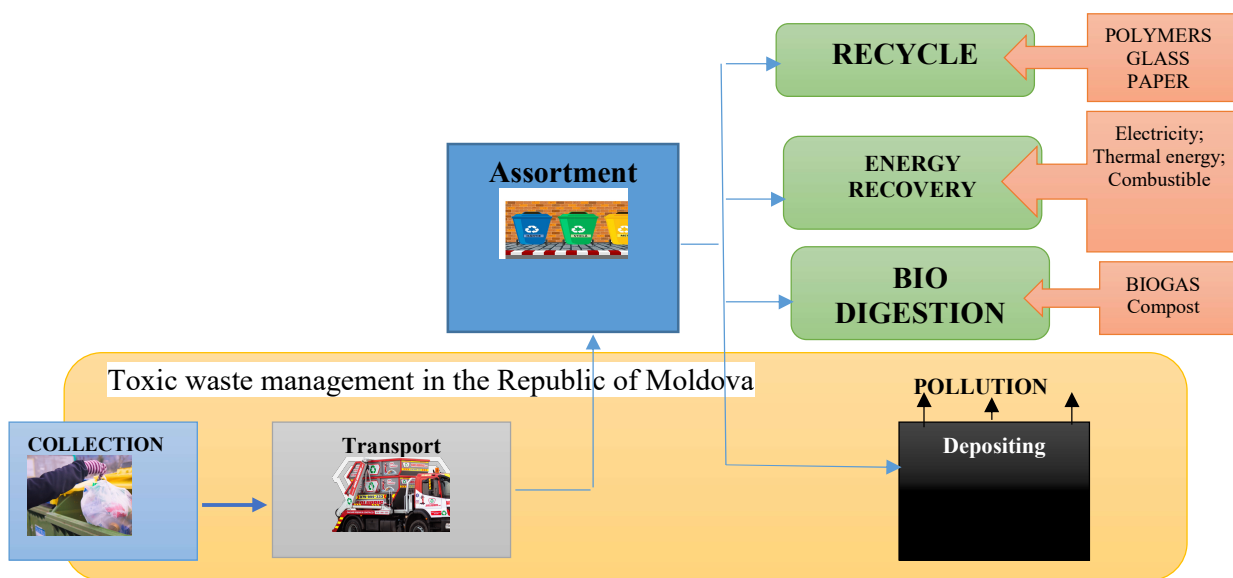 RECYCLE
POLYMERS
GLASS
PAPER
Assortment
ENERGY
RECOVERY
Electricity;
Thermal energy;
Combustible
BIO
DIGESTION
BIOGAS
Compost
Toxic waste management in the Republic of Moldova
POLLUTION
COLLECTION
Transport
Depositing